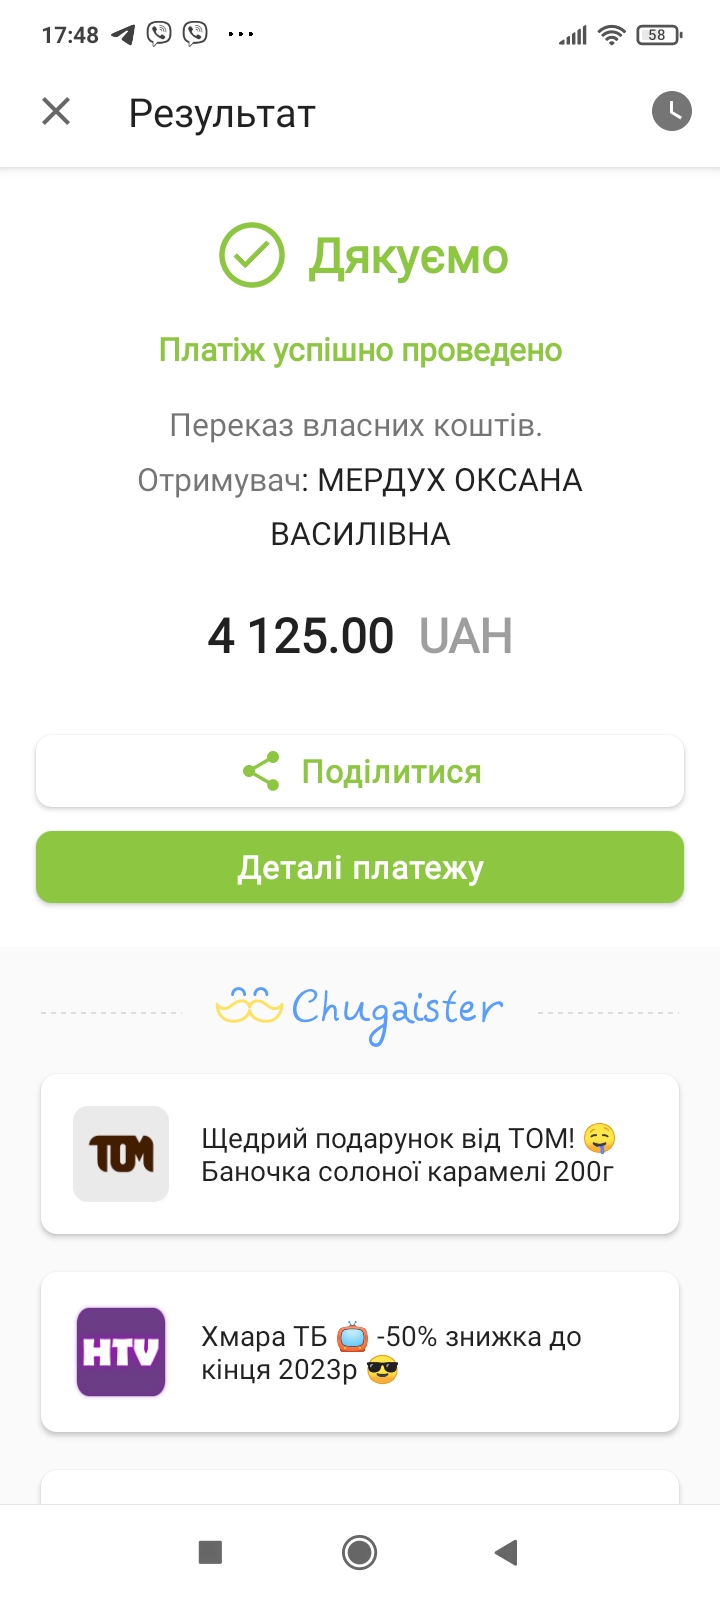 17:48
58
Результат
Дякуємо
Платіж успішно проведено
Переказ власних коштів.
Отримувач: МЕРДУХ ОКСАНА
ВАСИЛІВНА
4 125.00 UAH
Поділитися
Деталі платежу
Chugaister
ТОМ
Щедрий подарунок від ТОМ! 🤤
Баночка солоної карамелі 200г
HTV
Хмара ТБ 📺 -50% знижка до
кінця 2023р 😎